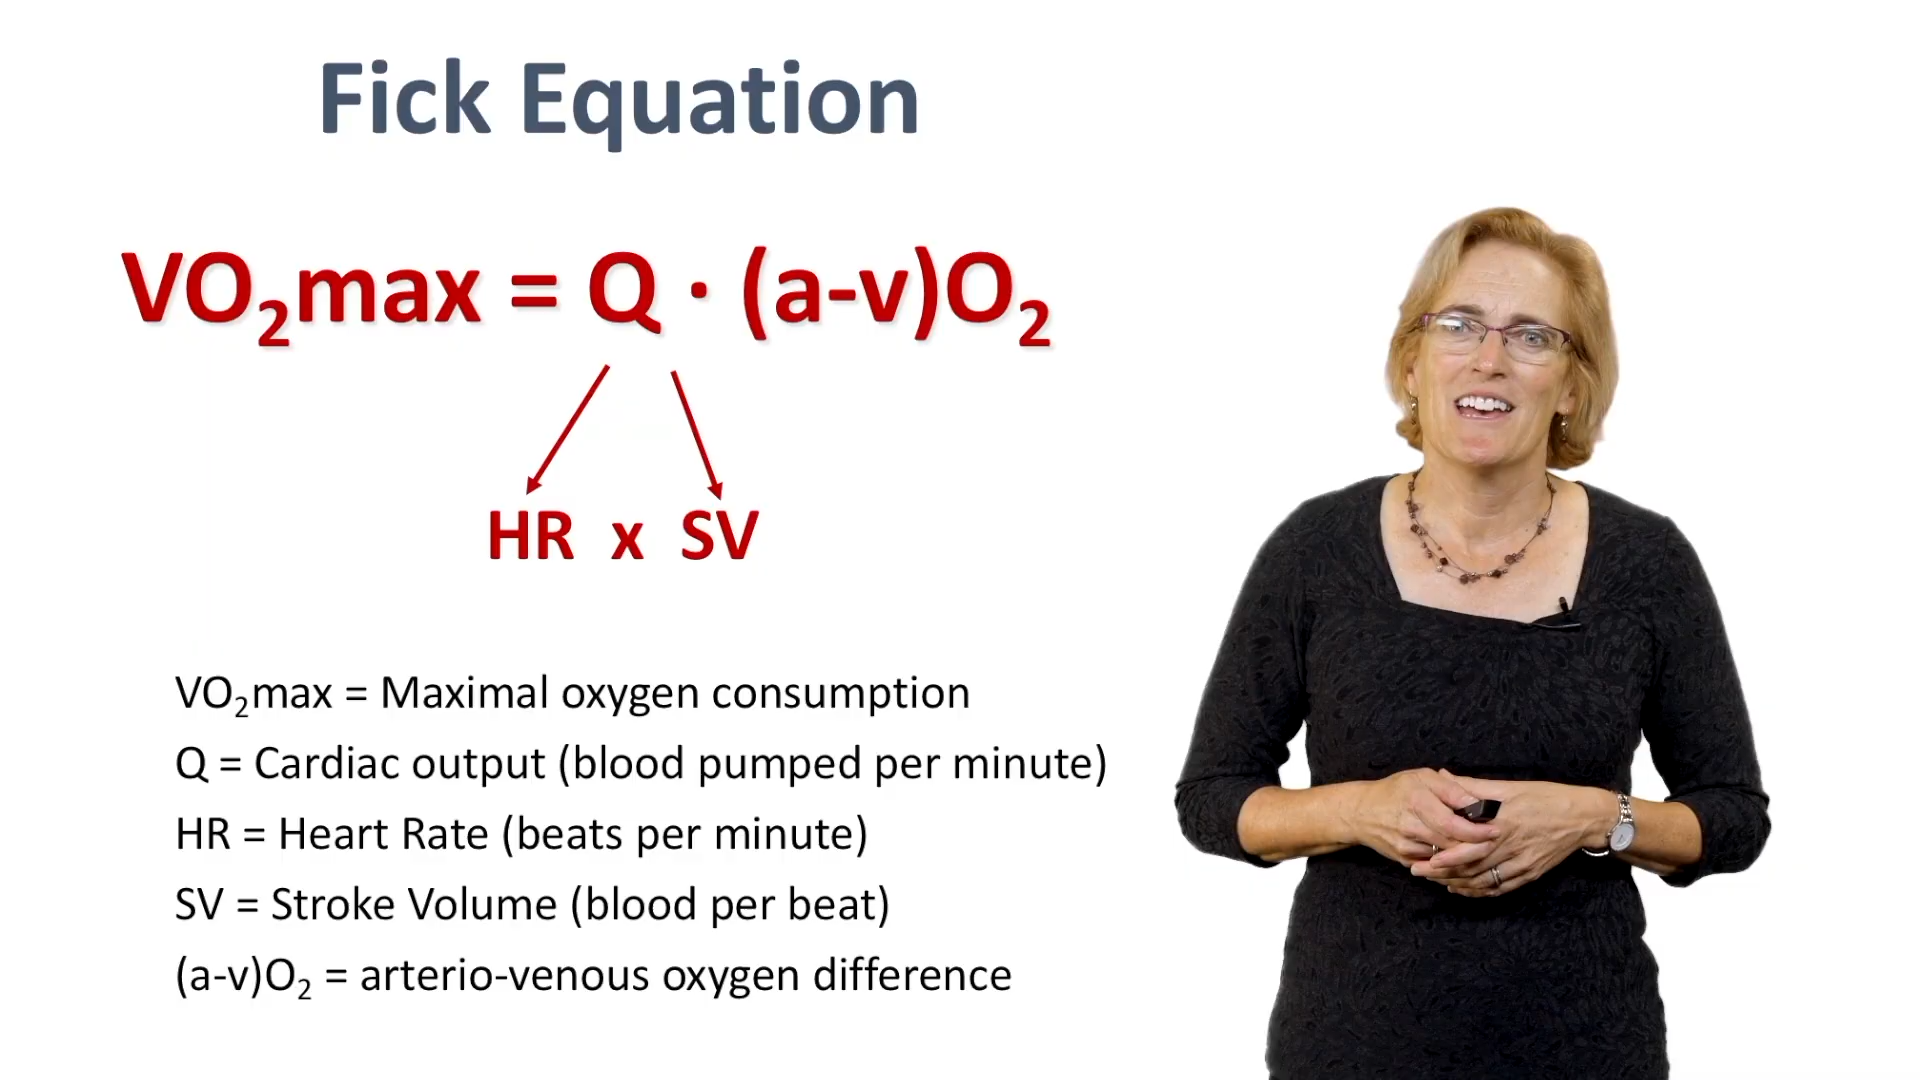 Fick Equation
VO₂max = Q · (a-v)O₂
HR x SV
VO₂max = Maximal oxygen consumption
Q = Cardiac output (blood pumped per minute)
HR = Heart Rate (beats per minute)
SV = Stroke Volume (blood per beat)
(a-v)O₂ = arterio-venous oxygen difference